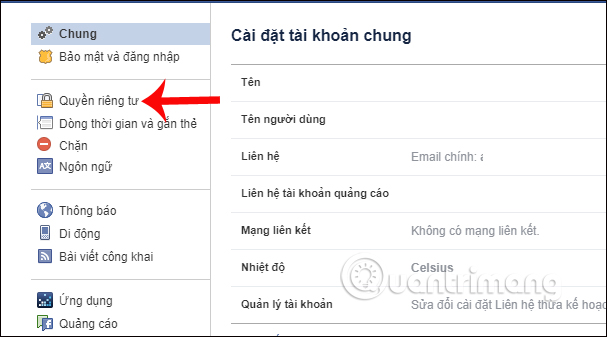 Chung
Bảo mật và đăng nhập
Quyền riêng tư
Dòng thời gian và gắn thẻ
Chặn
Ngôn ngữ
Thông báo
Di động
Bài viết công khai
Ứng dụng
Quảng cáo
Cài đặt tài khoản chung
Tên
Tên người dùng
Liên hệ Email chính: a
Liên hệ tài khoản quảng cáo
Mạng liên kết Không có mạng liên kết.
Nhiệt độ Celsius
Quản lý tài khoản Sửa đổi cài đặt Liên hệ thừa kế hoạc
Quantrimang